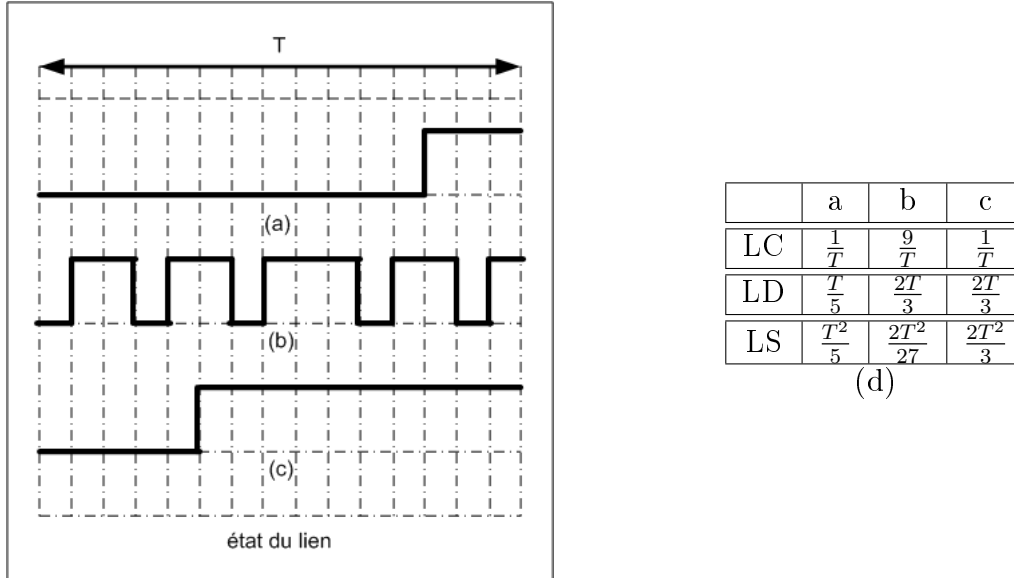 T
(a)
(b)
(c)
état du lien
a b c
LC 1/T 9/T 1/T
LD T/5 2T/3 2T/3
LS T²/5 2T²/27 2T²/3
(d)